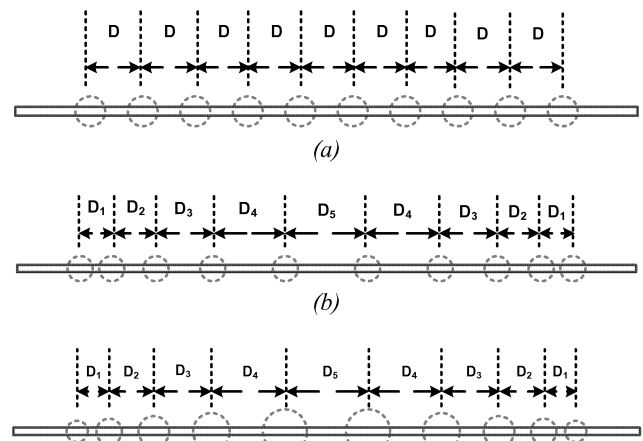 D D D D D D D D D
(a)
D₁ D₂ D₃ D₄ D₅ D₄ D₃ D₂ D₁
(b)
D₁ D₂ D₃ D₄ D₅ D₄ D₃ D₂ D₁